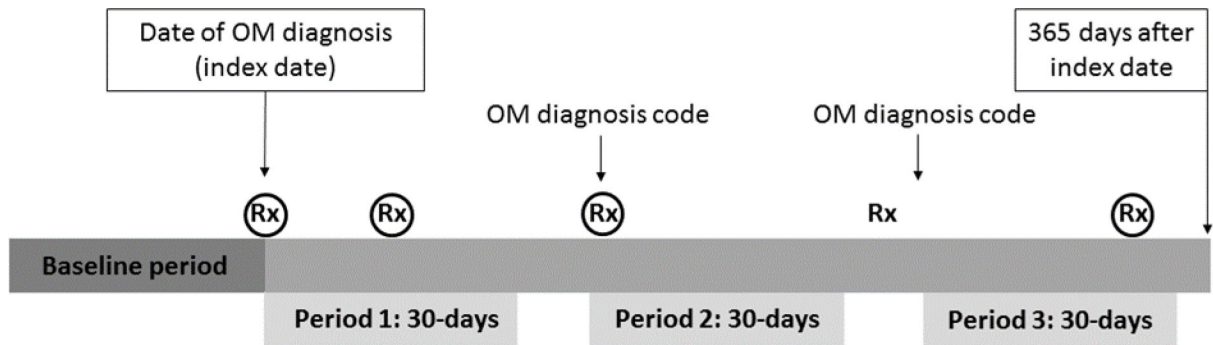 Date of OM diagnosis
(index date)
365 days after
index date
OM diagnosis code
OM diagnosis code
Rx
Rx
Rx
Rx
Rx
Baseline period
Period 1: 30-days
Period 2: 30-days
Period 3: 30-days